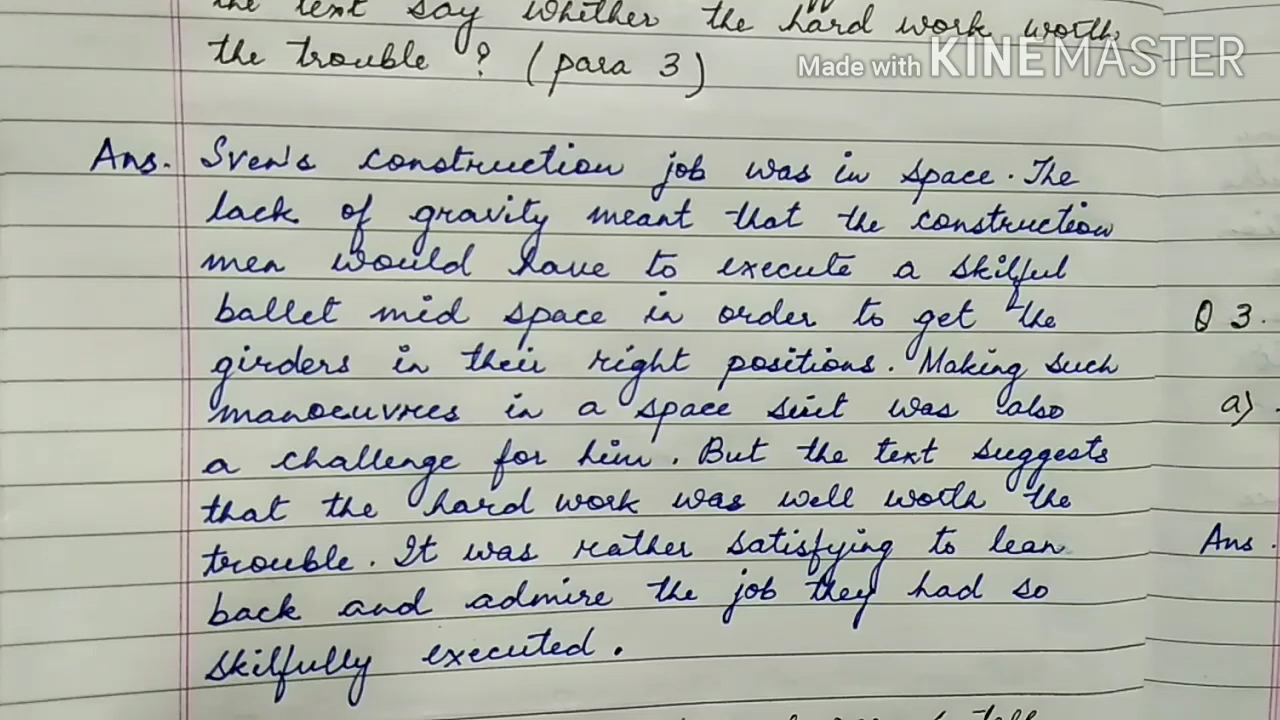 the text say whether the hard work worth
the trouble ? (para 3)
Made with KINEMASTER
Ans. Sven's construction job was in space. The
lack of gravity meant that the construction
men would have to execute a skilful
ballet mid space in order to get the
girders in their right positions. Making such
manoeuvres in a space suit was also
a challenge for him. But the text suggests
that the hard work was well worth the
trouble. It was rather satisfying to lean
back and admire the job they had so
skilfully executed.
Q 3.
a)
Ans.